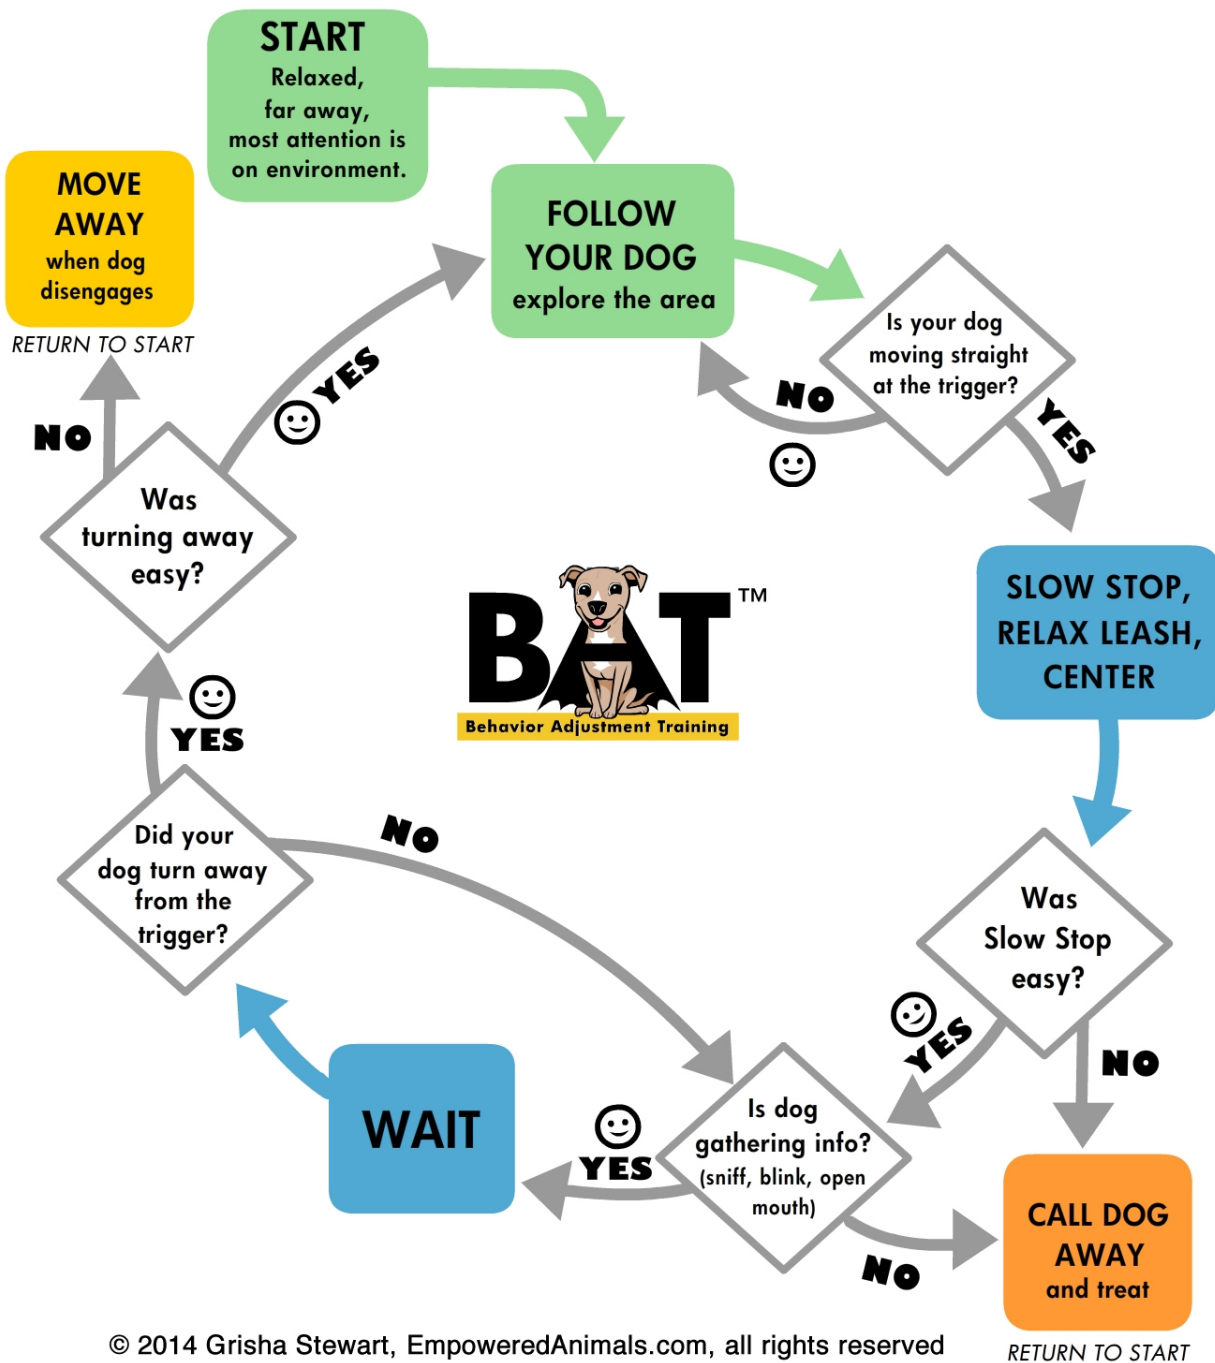 START
Relaxed,
far away,
most attention is
on environment.
MOVE
AWAY
when dog
disengages
RETURN TO START
FOLLOW
YOUR DOG
explore the area
Is your dog
moving straight
at the trigger?
NO
YES
SLOW STOP,
RELAX LEASH,
CENTER
Was
Slow Stop
easy?
YES
NO
CALL DOG
AWAY
and treat
RETURN TO START
Is dog
gathering info?
(sniff, blink, open
mouth)
NO
YES
WAIT
Did your
dog turn away
from the
trigger?
NO
YES
Was
turning away
easy?
NO
YES
BAT™
Behavior Adjustment Training
© 2014 Grisha Stewart, EmpoweredAnimals.com, all rights reserved